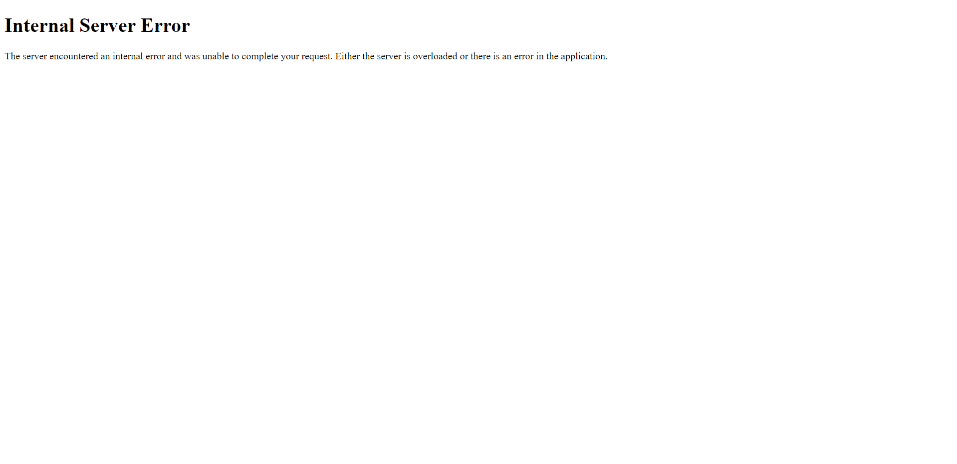 Internal Server Error
The server encountered an internal error and was unable to complete your request. Either the server is overloaded or there is an error in the application.